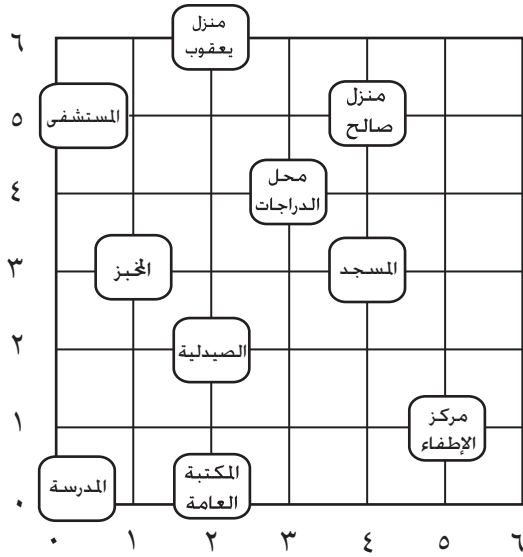 منزل
يعقوب
٦
المستشفى
منزل
صالح
٥
محل
الدراجات
٤
المخبز
المسجد
٣
الصيدلية
٢
مركز
الإطفاء
١
المدرسة
المكتبة
العامة
٠
٠ ١ ٢ ٣ ٤ ٥ ٦